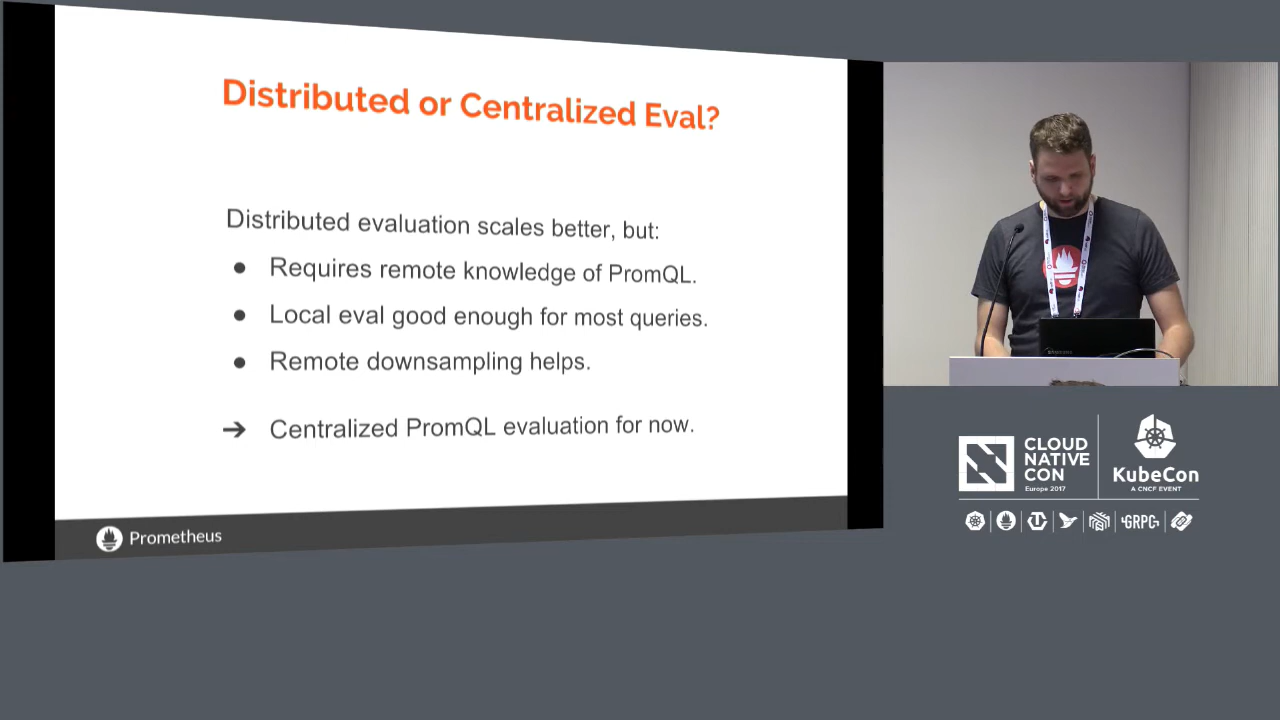 Distributed or Centralized Eval?
Distributed evaluation scales better, but:
● Requires remote knowledge of PromQL.
● Local eval good enough for most queries.
● Remote downsampling helps.
➔ Centralized PromQL evaluation for now.
Prometheus
CLOUD
NATIVE
CON
Europe 2017
KubeCon
A CNCF EVENT
GRPC